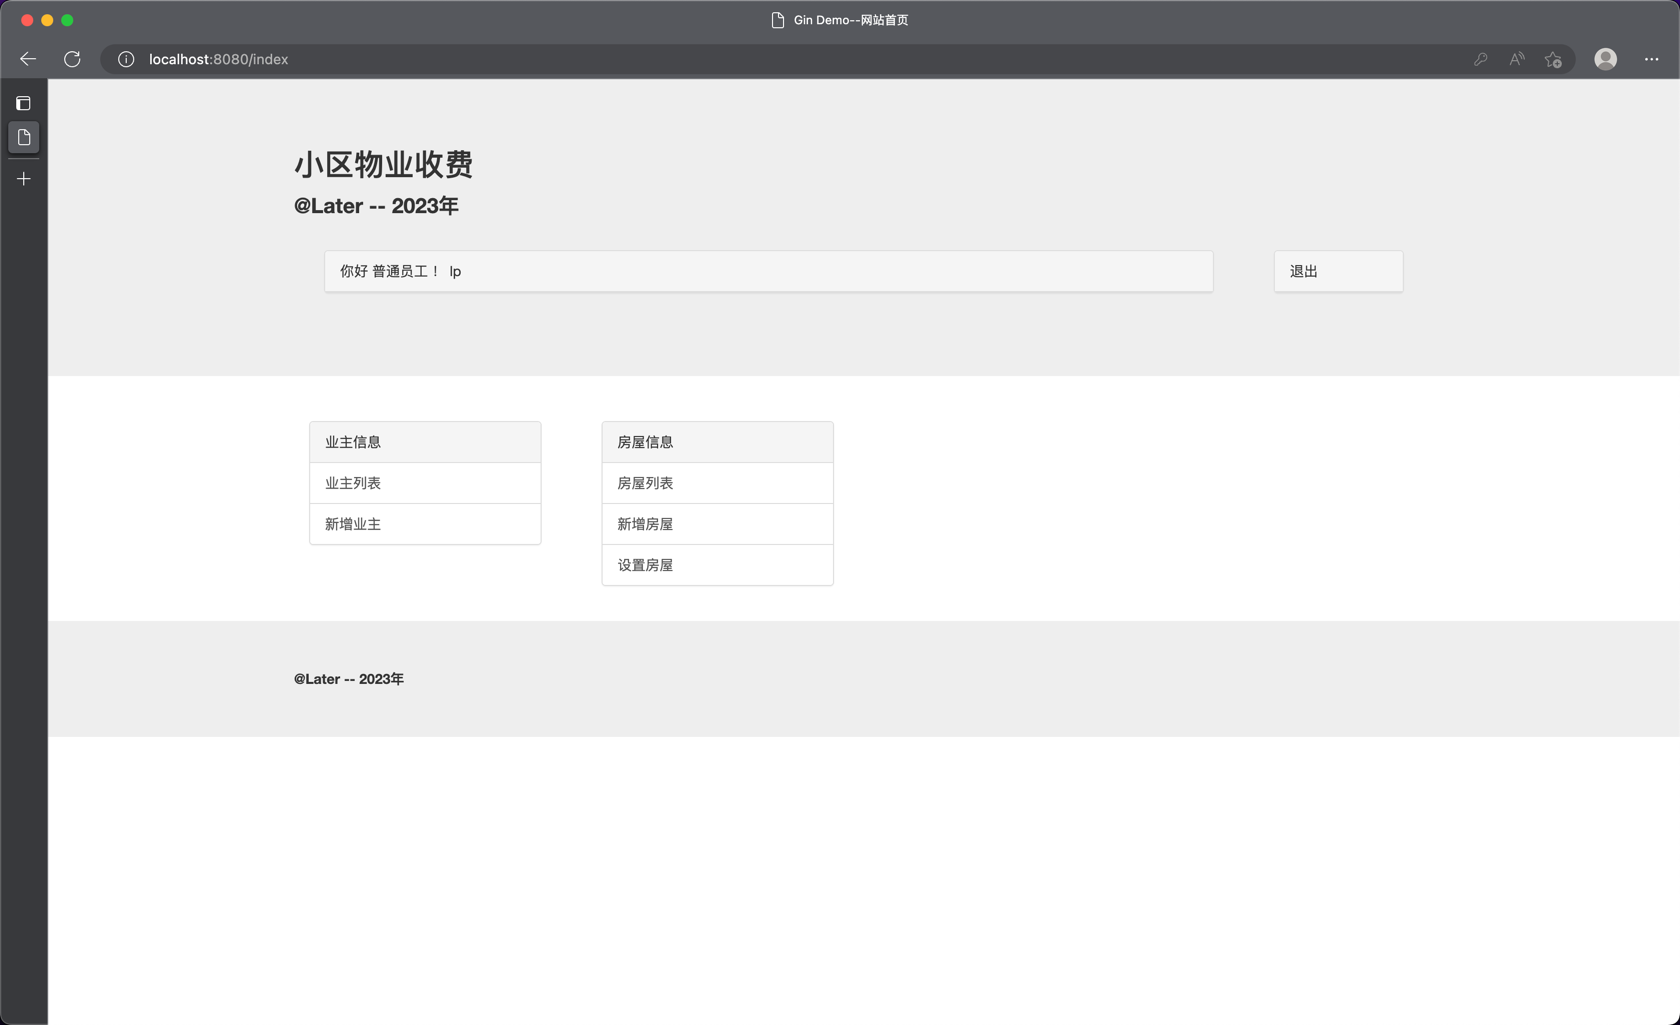 Gin Demo--网站首页
localhost:8080/index
小区物业收费
@Later -- 2023年
你好 普通员工！ lp
退出
业主信息
业主列表
新增业主
房屋信息
房屋列表
新增房屋
设置房屋
@Later -- 2023年